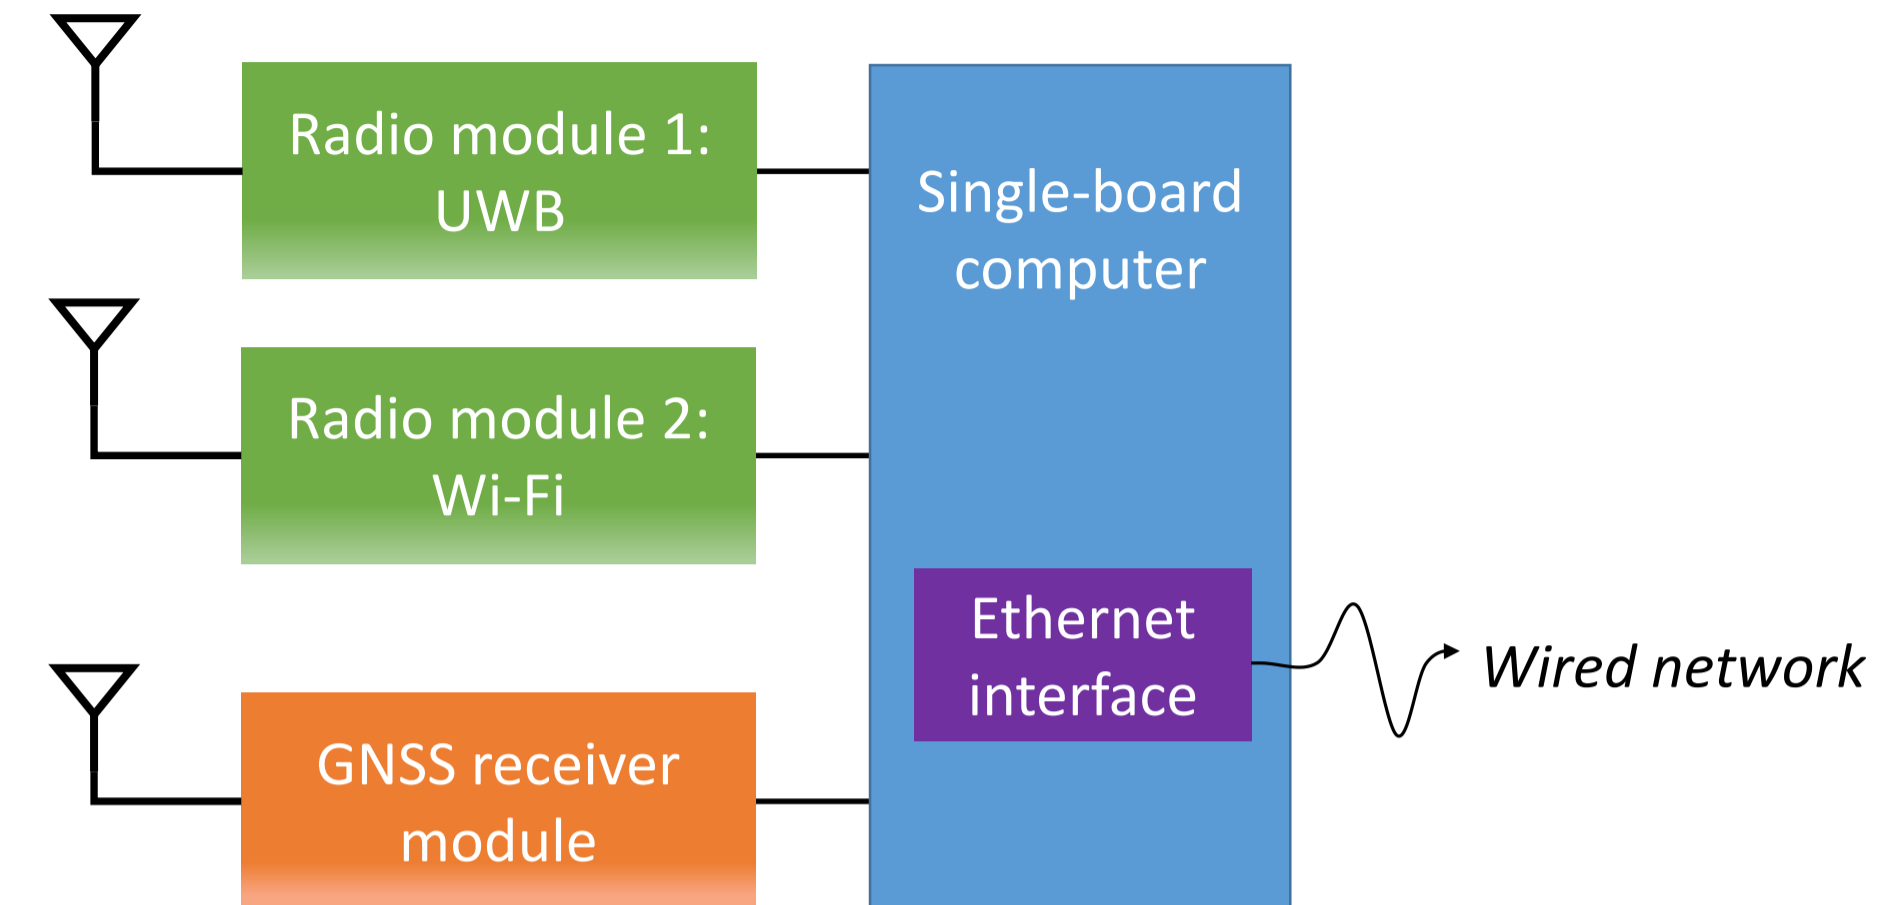 Radio module 1:
UWB
Single-board
computer
Radio module 2:
Wi-Fi
Ethernet
interface
Wired network
GNSS receiver
module